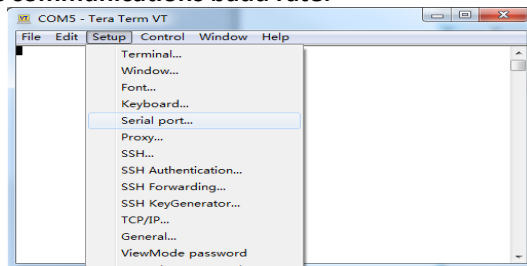 communications baud rate.
COM5 - Tera Term VT
File Edit Setup Control Window Help
Terminal...
Window...
Font...
Keyboard...
Serial port...
Proxy...
SSH...
SSH Authentication...
SSH Forwarding...
SSH KeyGenerator...
TCP/IP...
General...
ViewMode password